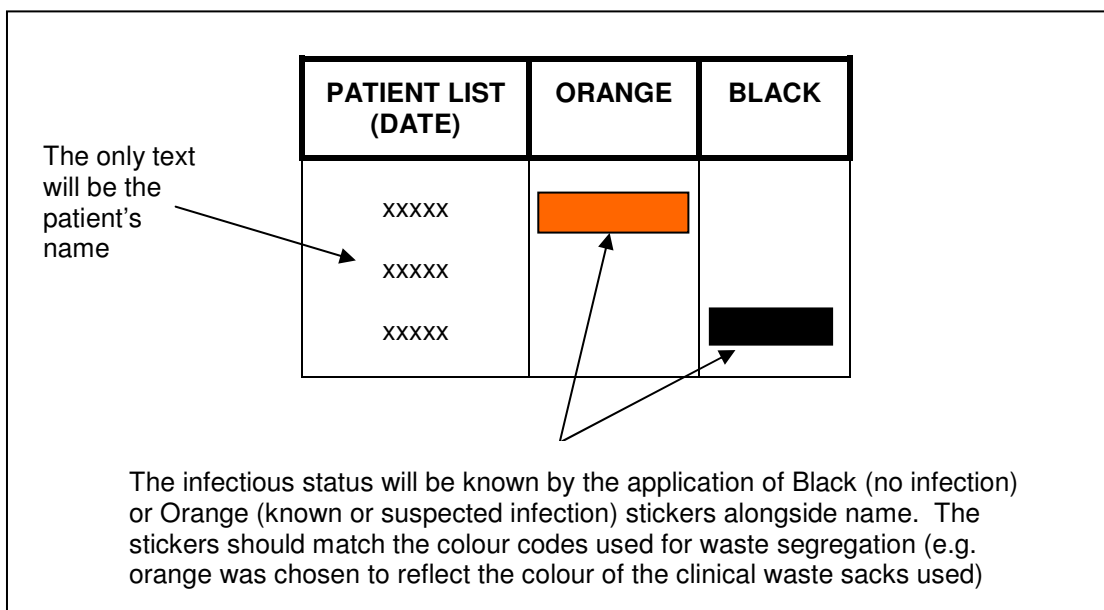 PATIENT LIST
(DATE)
ORANGE
BLACK
The only text
will be the
patient's
name
xxxxx
xxxxx
xxxxx
The infectious status will be known by the application of Black (no infection)
or Orange (known or suspected infection) stickers alongside name.  The
stickers should match the colour codes used for waste segregation (e.g.
orange was chosen to reflect the colour of the clinical waste sacks used)